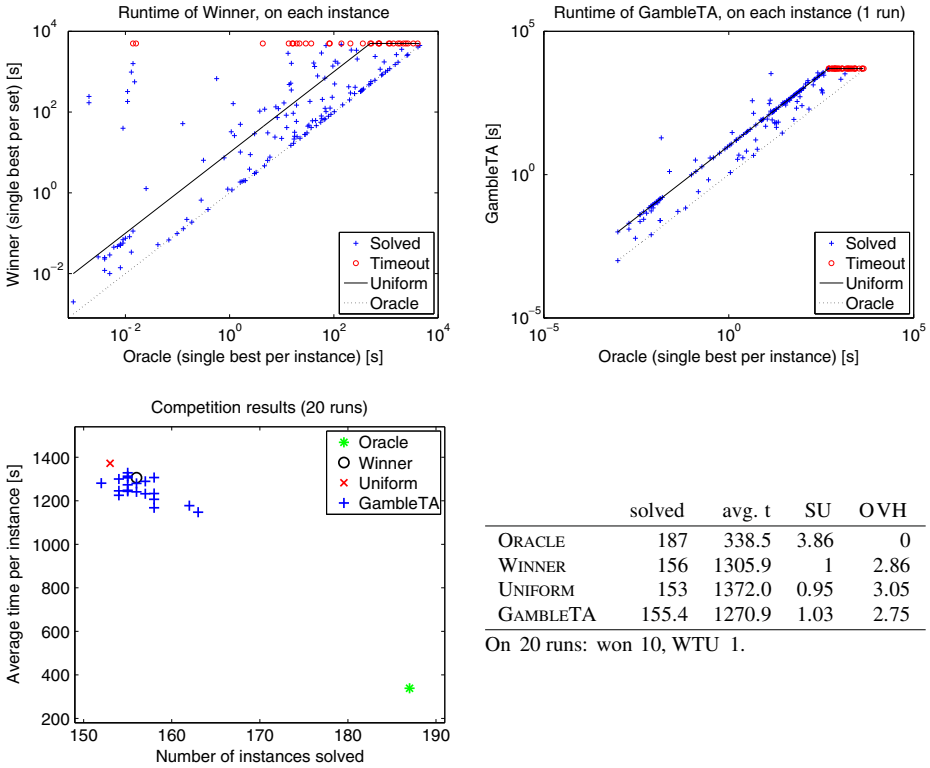 Runtime of Winner, on each instance
Winner (single best per set) [s]
10^4
10^2
10^0
10^−2
10^−2 10^0 10^2 10^4
Oracle (single best per instance) [s]
Solved
Timeout
Uniform
Oracle
Runtime of GambleTA, on each instance (1 run)
GambleTA [s]
10^5
10^0
10^−5
10^−5 10^0 10^5
Oracle (single best per instance) [s]
Solved
Timeout
Uniform
Oracle
Competition results (20 runs)
Average time per instance [s]
1400
1200
1000
800
600
400
200
150 160 170 180 190
Number of instances solved
Oracle
Winner
Uniform
GambleTA
solved avg. t SU OVH
ORACLE 187 338.5 3.86 0
WINNER 156 1305.9 1 2.86
UNIFORM 153 1372.0 0.95 3.05
GAMBLETA 155.4 1270.9 1.03 2.75
On 20 runs: won 10, WTU 1.